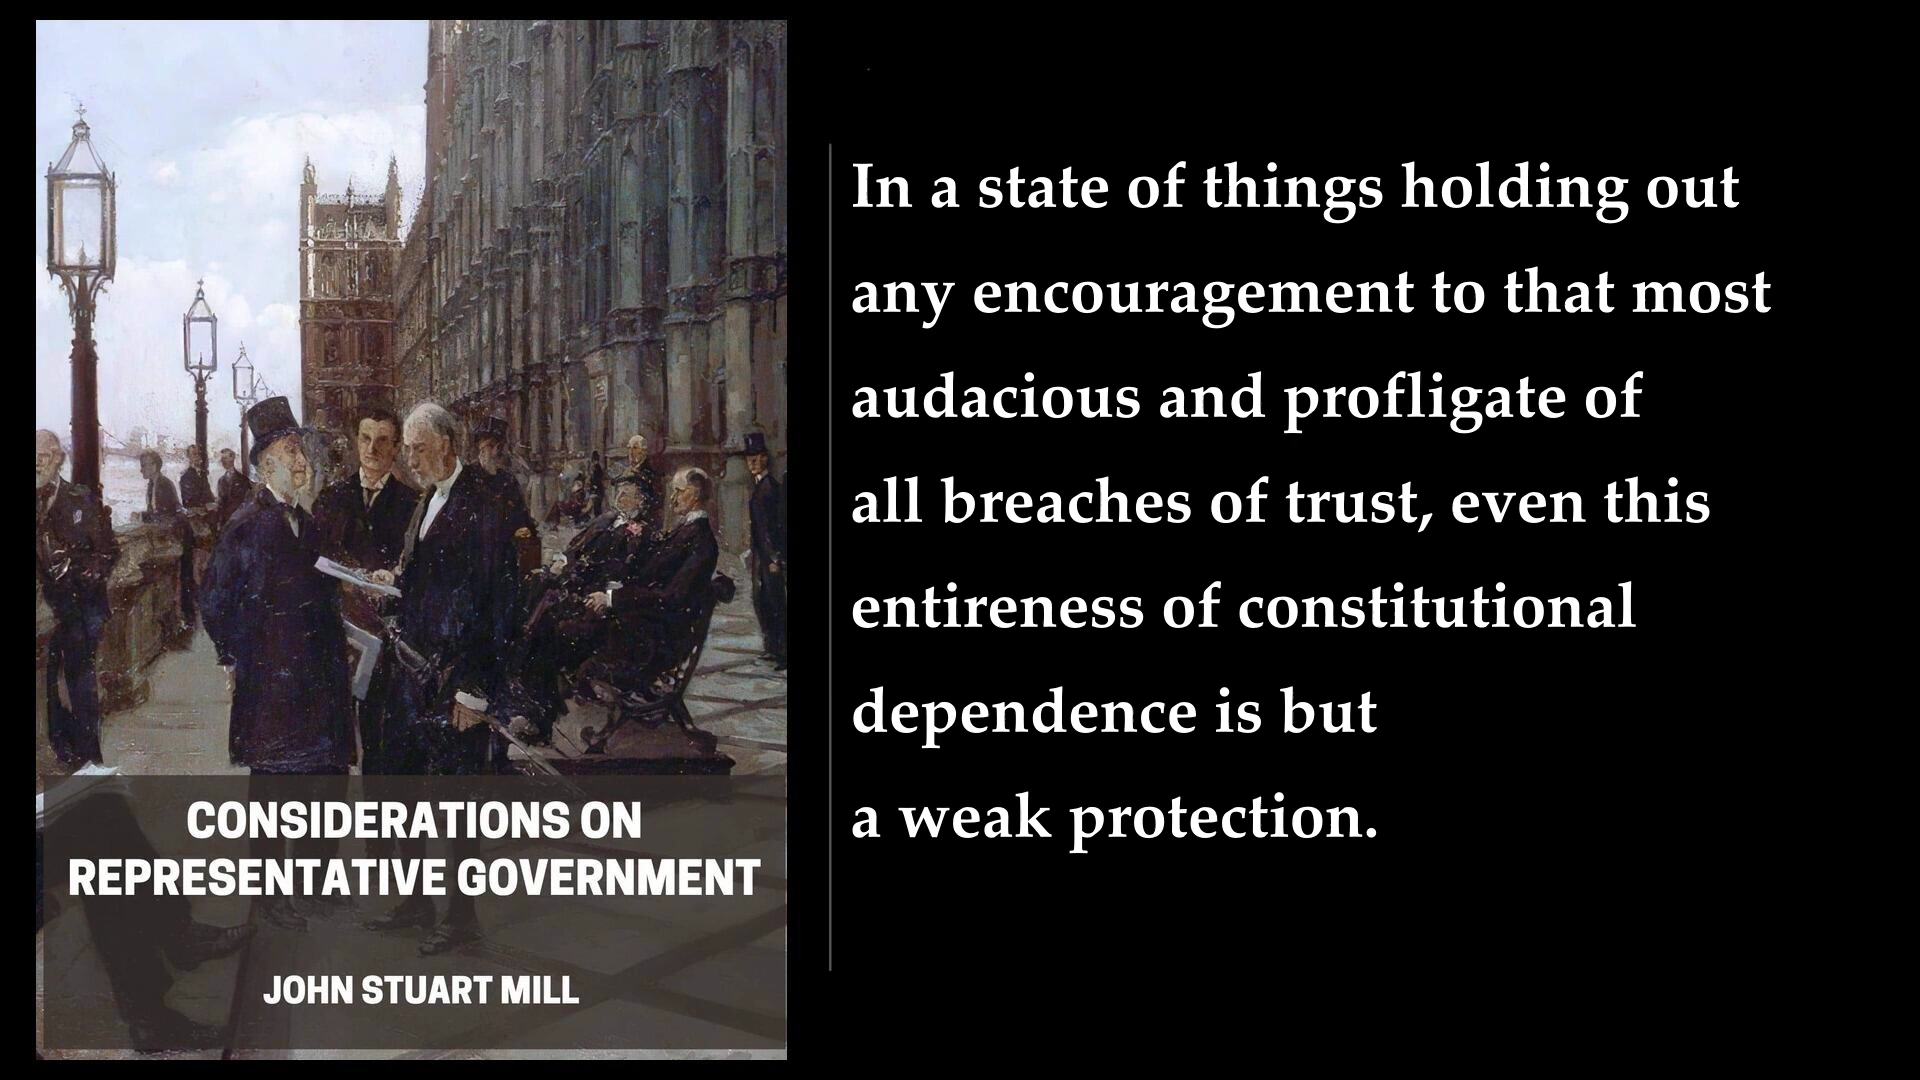 In a state of things holding out
any encouragement to that most
audacious and profligate of
all breaches of trust, even this
entireness of constitutional
dependence is but
a weak protection.
CONSIDERATIONS ON
REPRESENTATIVE GOVERNMENT
JOHN STUART MILL